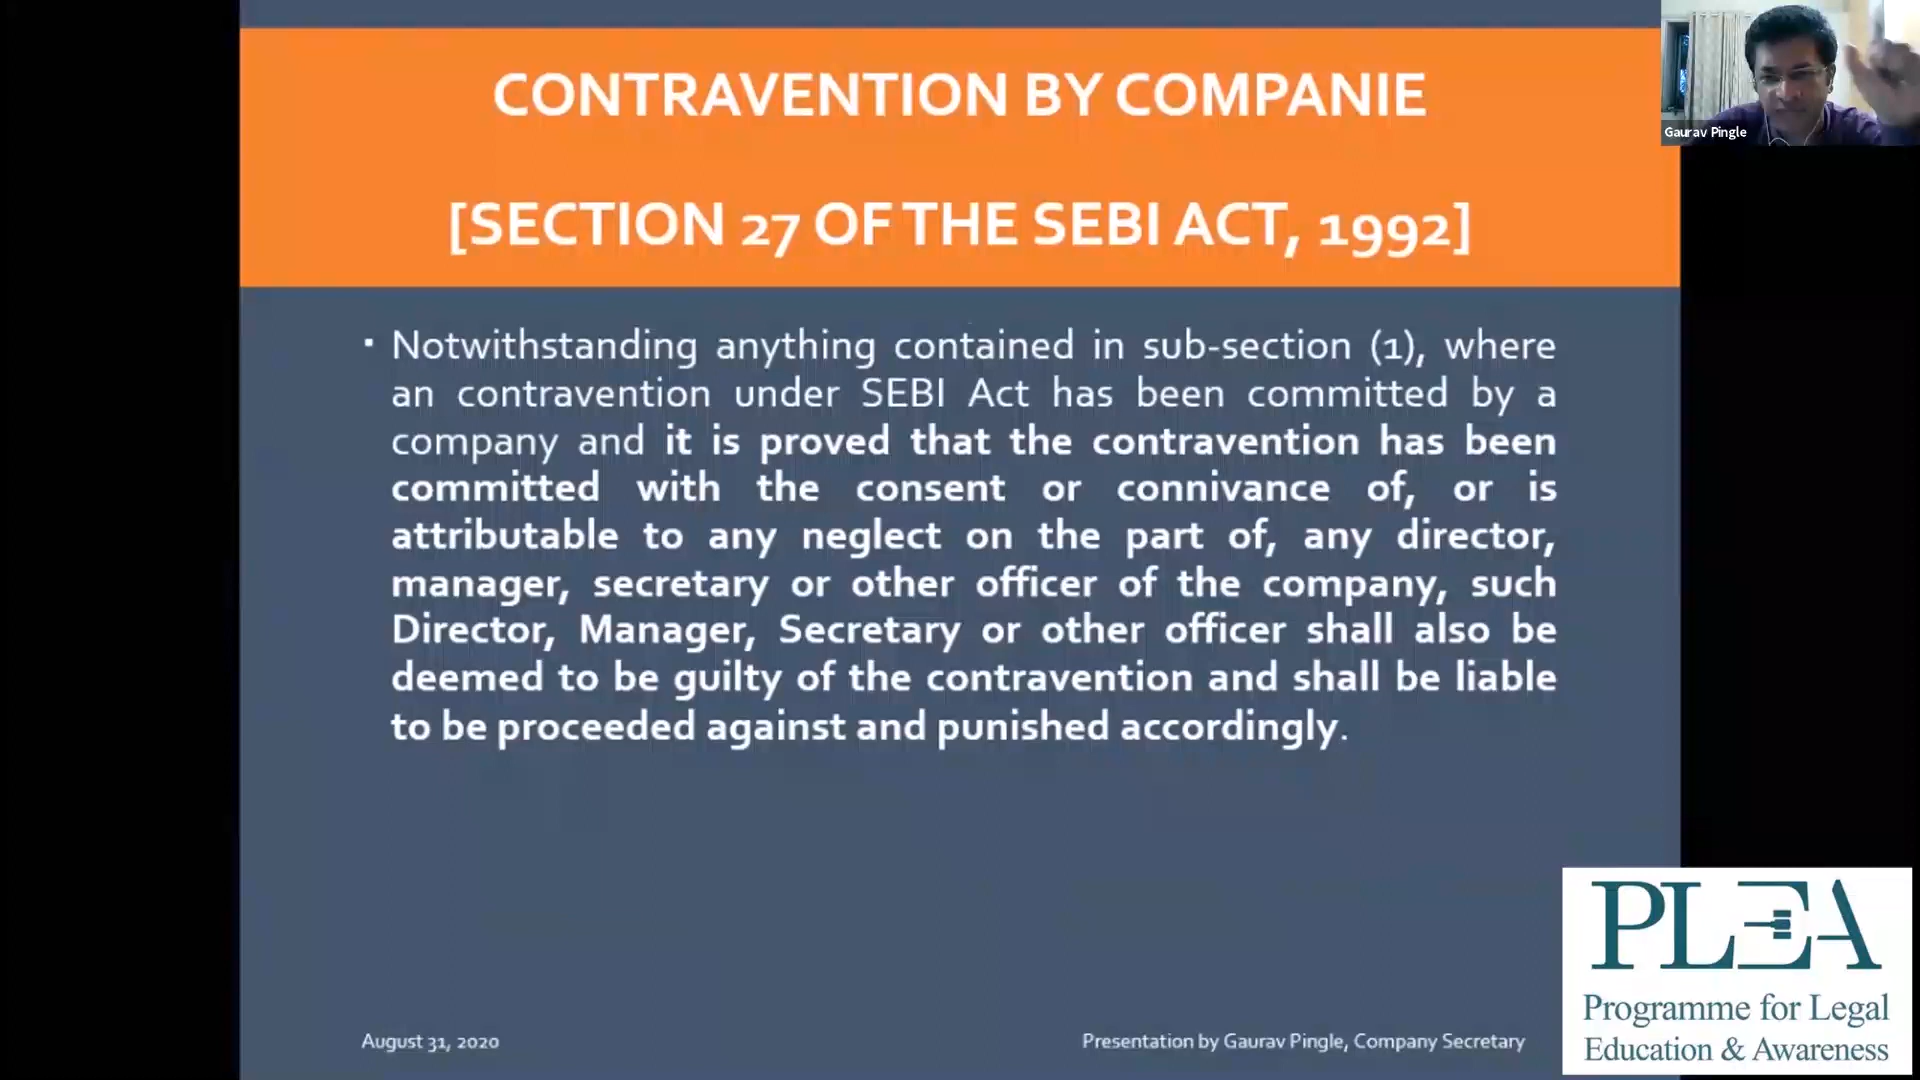 CONTRAVENTION BY COMPANIE
[SECTION 27 OF THE SEBI ACT, 1992]
Gaurav Pingle
▪ Notwithstanding anything contained in sub-section (1), where
an contravention under SEBI Act has been committed by a
company and it is proved that the contravention has been
committed with the consent or connivance of, or is
attributable to any neglect on the part of, any director,
manager, secretary or other officer of the company, such
Director, Manager, Secretary or other officer shall also be
deemed to be guilty of the contravention and shall be liable
to be proceeded against and punished accordingly.
August 31, 2020
Presentation by Gaurav Pingle, Company Secretary
PLEA
Programme for Legal
Education & Awareness